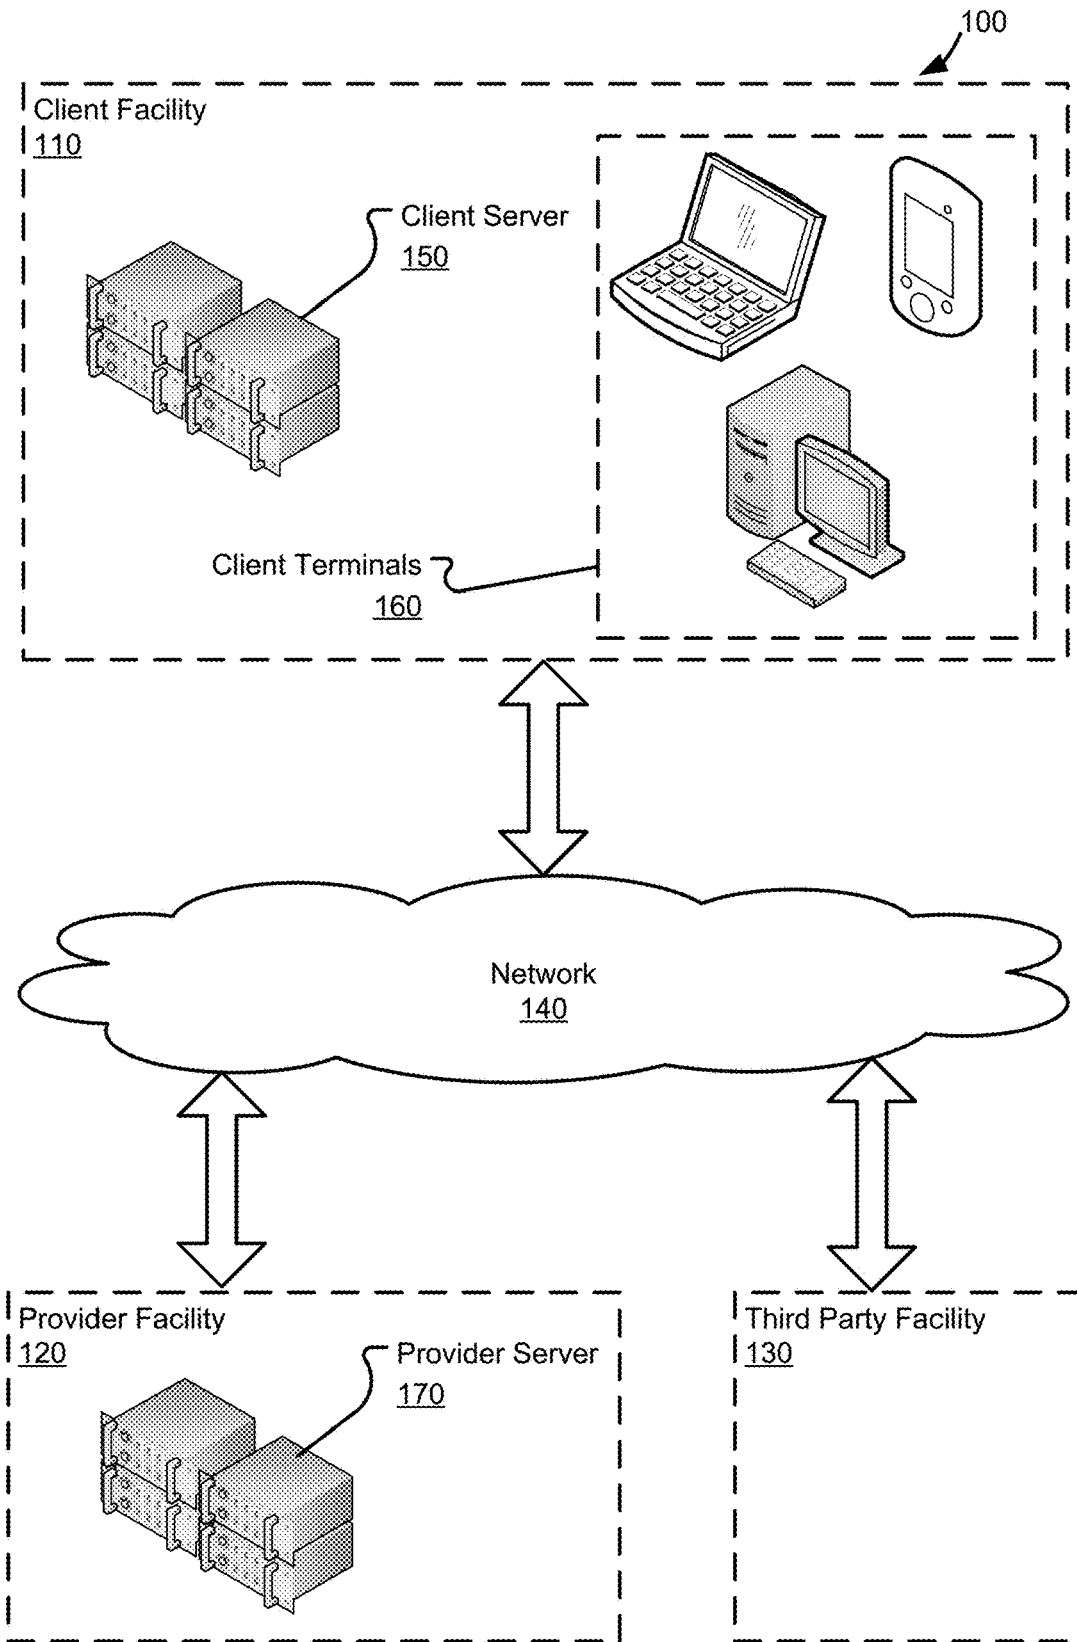 100
Client Facility
110
Client Server
150
Client Terminals
160
Network
140
Provider Facility
120
Provider Server
170
Third Party Facility
130